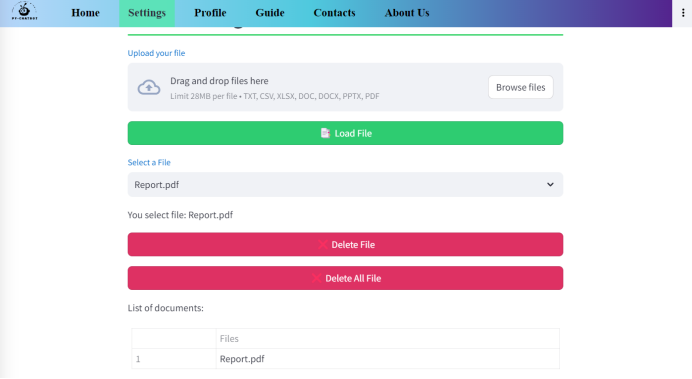 Home Settings Profile Guide Contacts About Us
Upload your file
Drag and drop files here
Limit 28MB per file • TXT, CSV, XLSX, DOC, DOCX, PPTX, PDF
Browse files
Load File
Select a File
Report.pdf
You select file: Report.pdf
Delete File
Delete All File
List of documents:
Files
1 Report.pdf